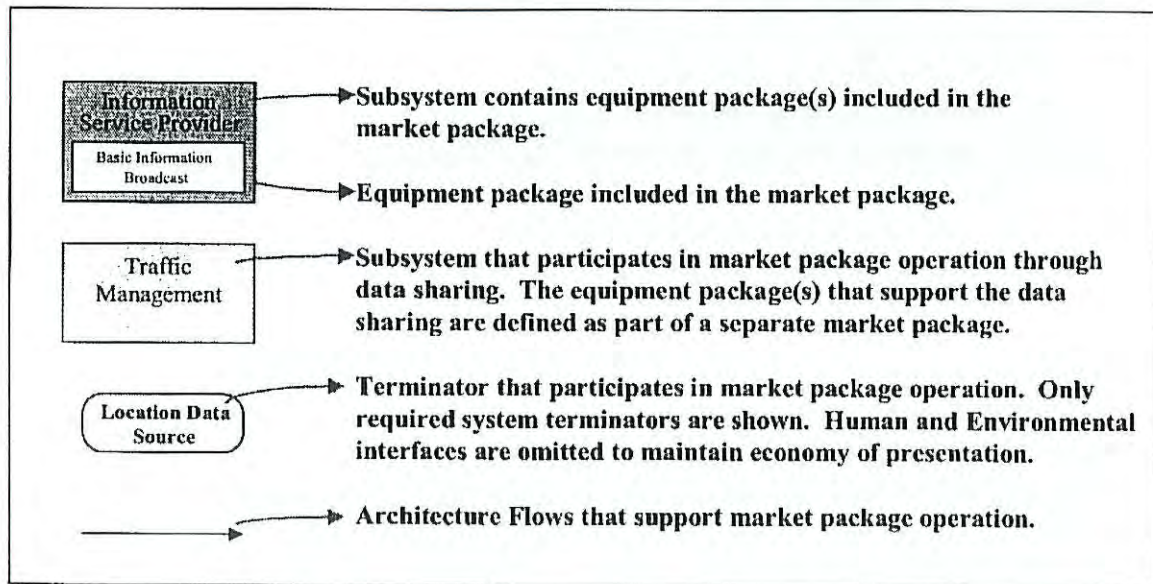 Information
Service Provider
Basic Information
Broadcast
Subsystem contains equipment package(s) included in the
market package.
Equipment package included in the market package.
Traffic
Management
Subsystem that participates in market package operation through
data sharing. The equipment package(s) that support the data
sharing are defined as part of a separate market package.
Location Data
Source
Terminator that participates in market package operation. Only
required system terminators are shown. Human and Environmental
interfaces are omitted to maintain economy of presentation.
Architecture Flows that support market package operation.